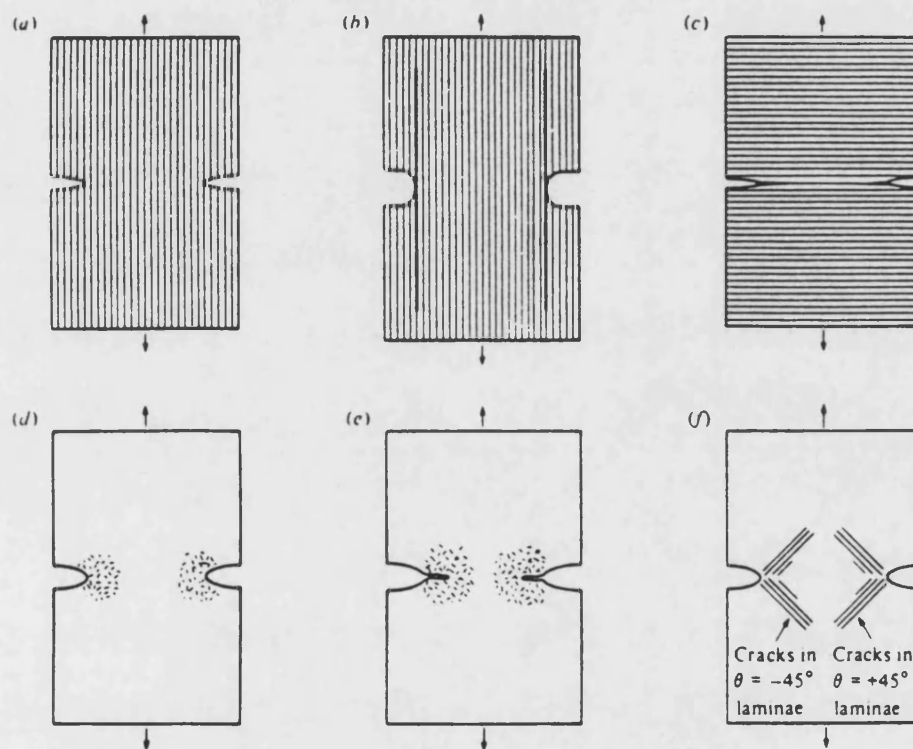 (a)
(b)
(c)
(d)
(e)
(f)
Cracks in
θ = −45°
laminae
Cracks in
θ = +45°
laminae